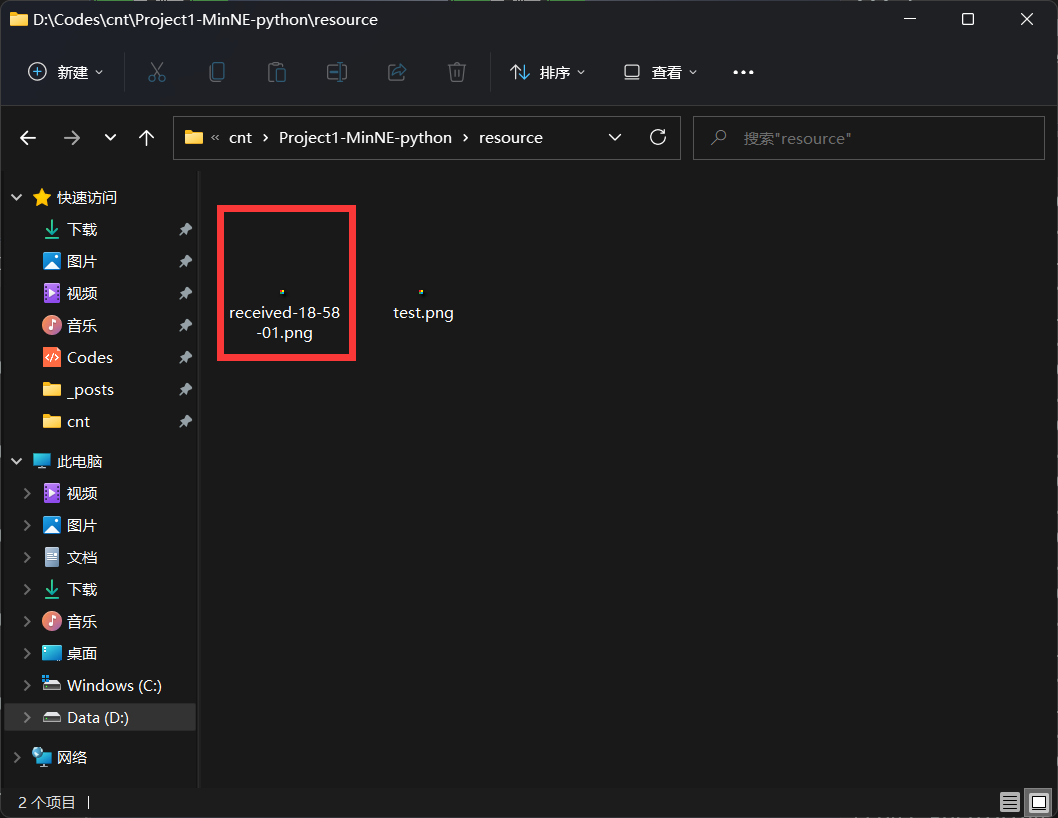 D:\Codes\cnt\Project1-MinNE-python\resource
新建
排序
查看
« cnt › Project1-MinNE-python › resource
搜索"resource"
快速访问
下载
图片
视频
音乐
Codes
_posts
cnt
此电脑
视频
图片
文档
下载
音乐
桌面
Windows (C:)
Data (D:)
网络
received-18-58
-01.png
test.png
2 个项目